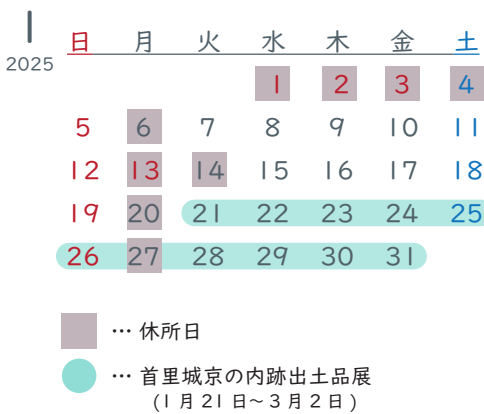 1
2025
日 月 火 水 木 金 土
1 2 3 4
5 6 7 8 9 10 11
12 13 14 15 16 17 18
19 20 21 22 23 24 25
26 27 28 29 30 31
… 休所日
… 首里城京の内跡出土品展
(1月21日～3月2日)